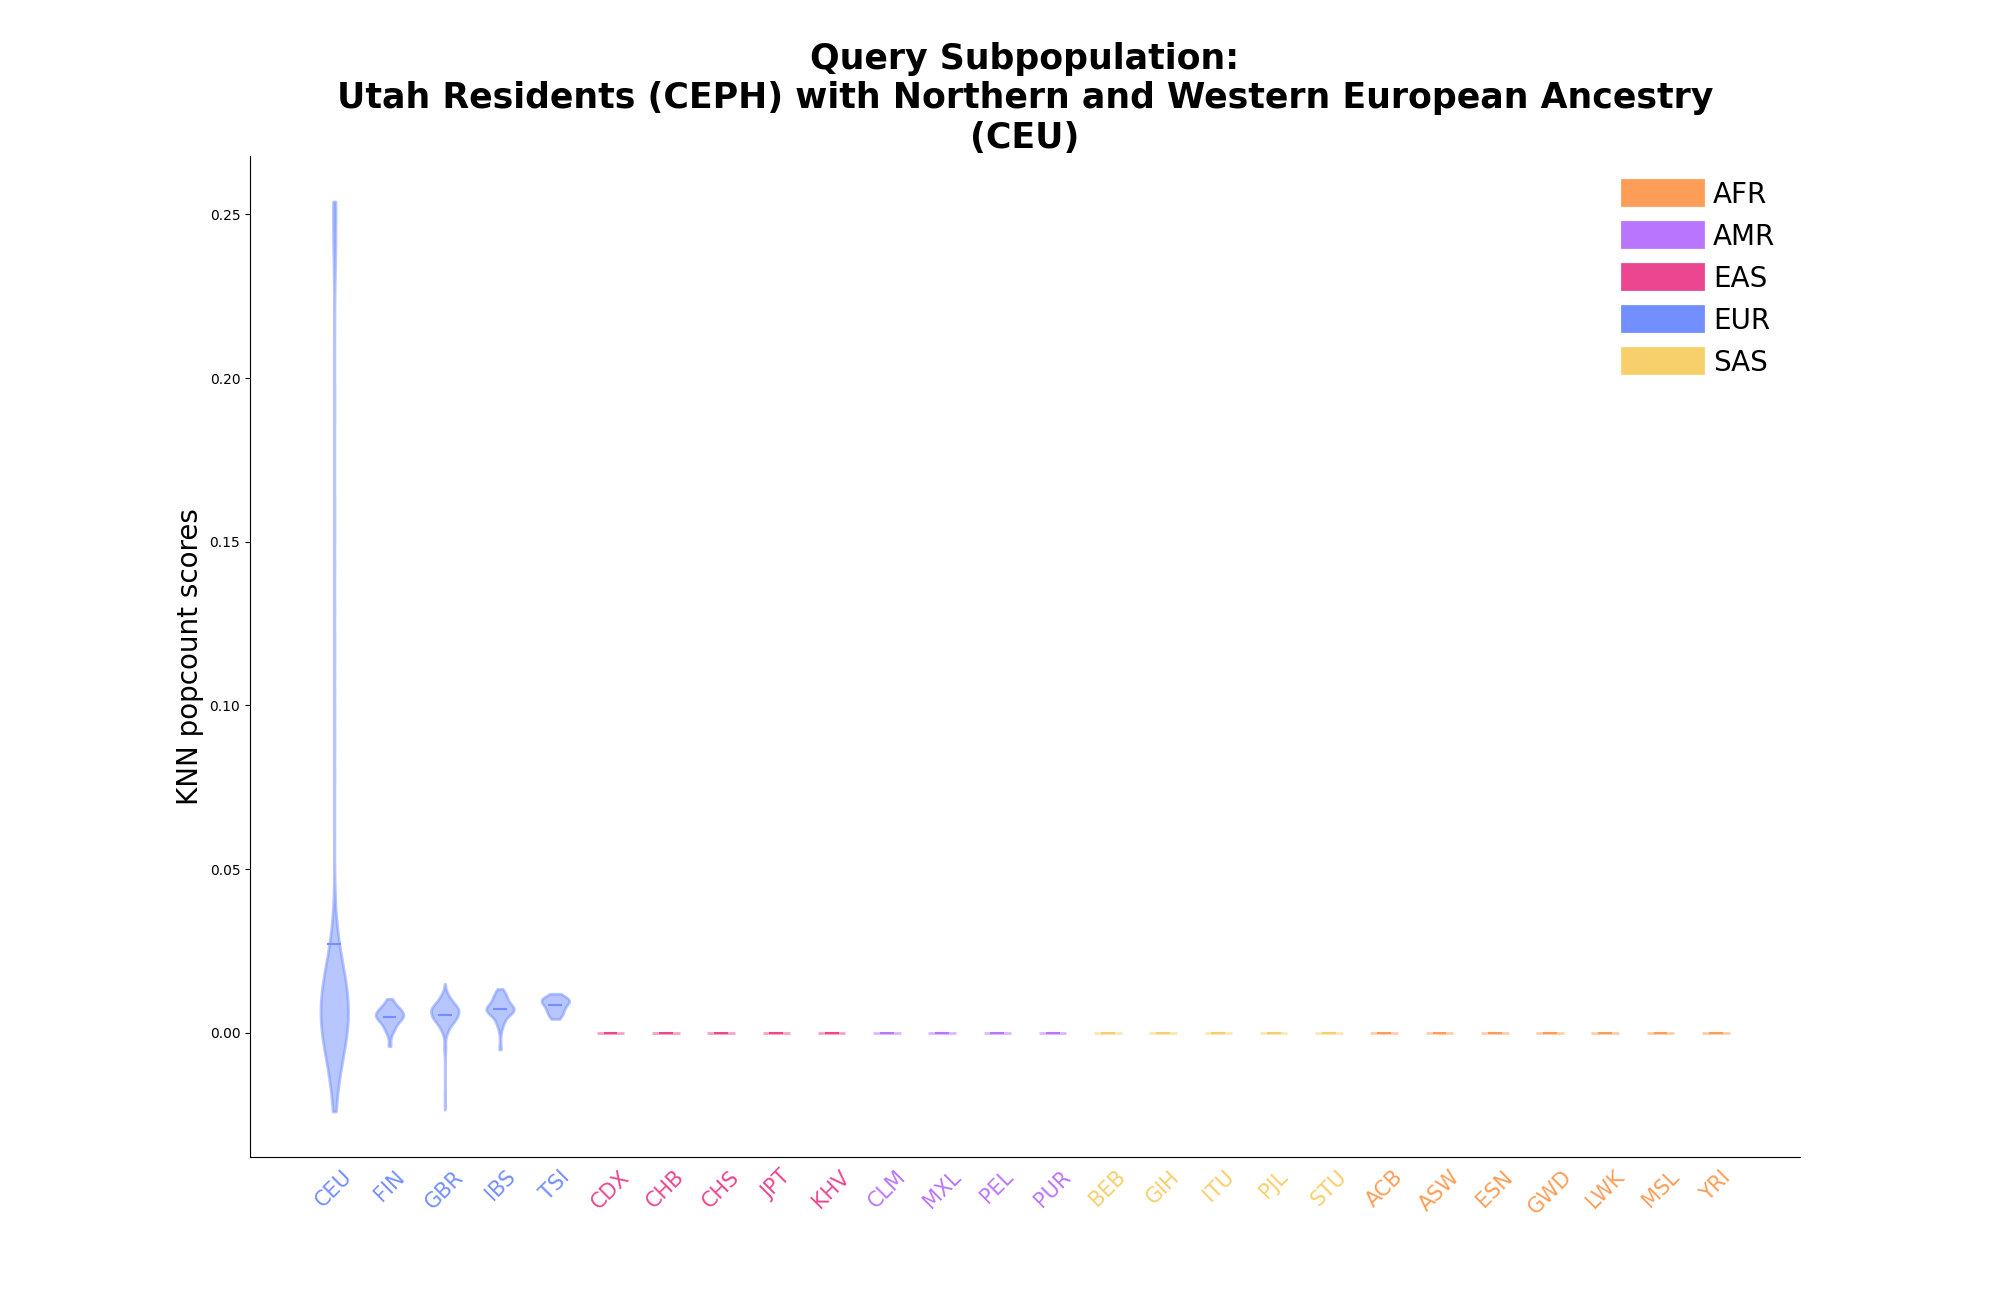 Query Subpopulation:
Utah Residents (CEPH) with Northern and Western European Ancestry
(CEU)
AFR
AMR
EAS
EUR
SAS
KNN popcount scores
0.25
0.20
0.15
0.10
0.05
0.00
CEU FIN GBR IBS TSI CDX CHB CHS JPT KHV CLM MXL PEL PUR BEB GIH ITU PJL STU ACB ASW ESN GWD LWK MSL YRI